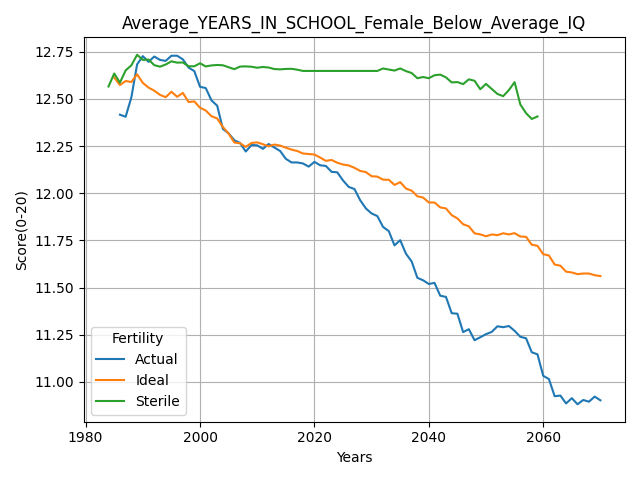 Average_YEARS_IN_SCHOOL_Female_Below_Average_IQ
Score(0-20)
12.75
12.50
12.25
12.00
11.75
11.50
11.25
11.00
Fertility
Actual
Ideal
Sterile
1980 2000 2020 2040 2060
Years